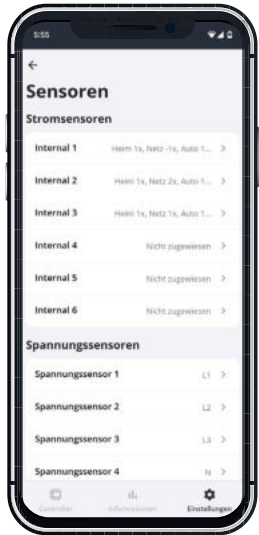 5:55
Sensoren
Stromsensoren
Internal 1 Heim 1x, Netz -1x, Auto 1...
Internal 2 Heim 1x, Netz 2x, Auto 1...
Internal 3 Heim 1x, Netz 1x, Auto 1...
Internal 4 Nicht zugewiesen
Internal 5 Nicht zugewiesen
Internal 6 Nicht zugewiesen
Spannungssensoren
Spannungssensor 1 L1
Spannungssensor 2 L2
Spannungssensor 3 L3
Spannungssensor 4 N
Controller Informationen Einstellungen